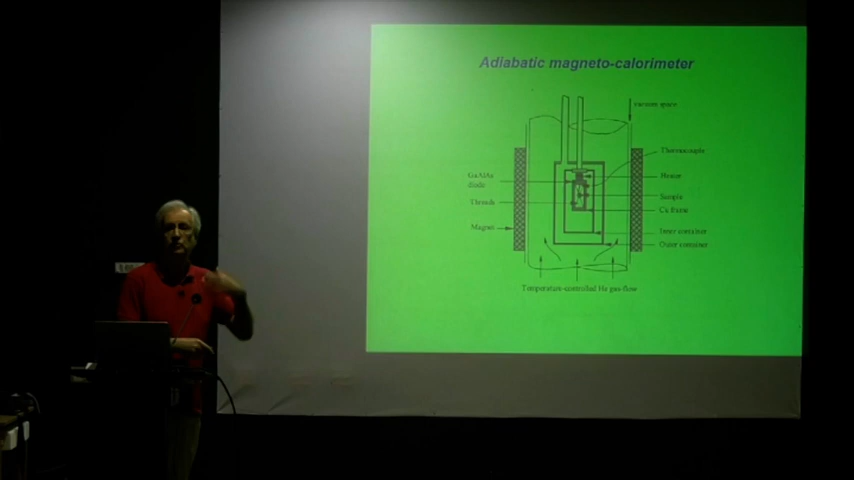 Adiabatic magneto-calorimeter
vacuum space
Thermocouple
GaAlAs
diode
Heater
Sample
Threads
Cu frame
Magnet
Inner container
Outer container
Temperature-controlled He gas flow